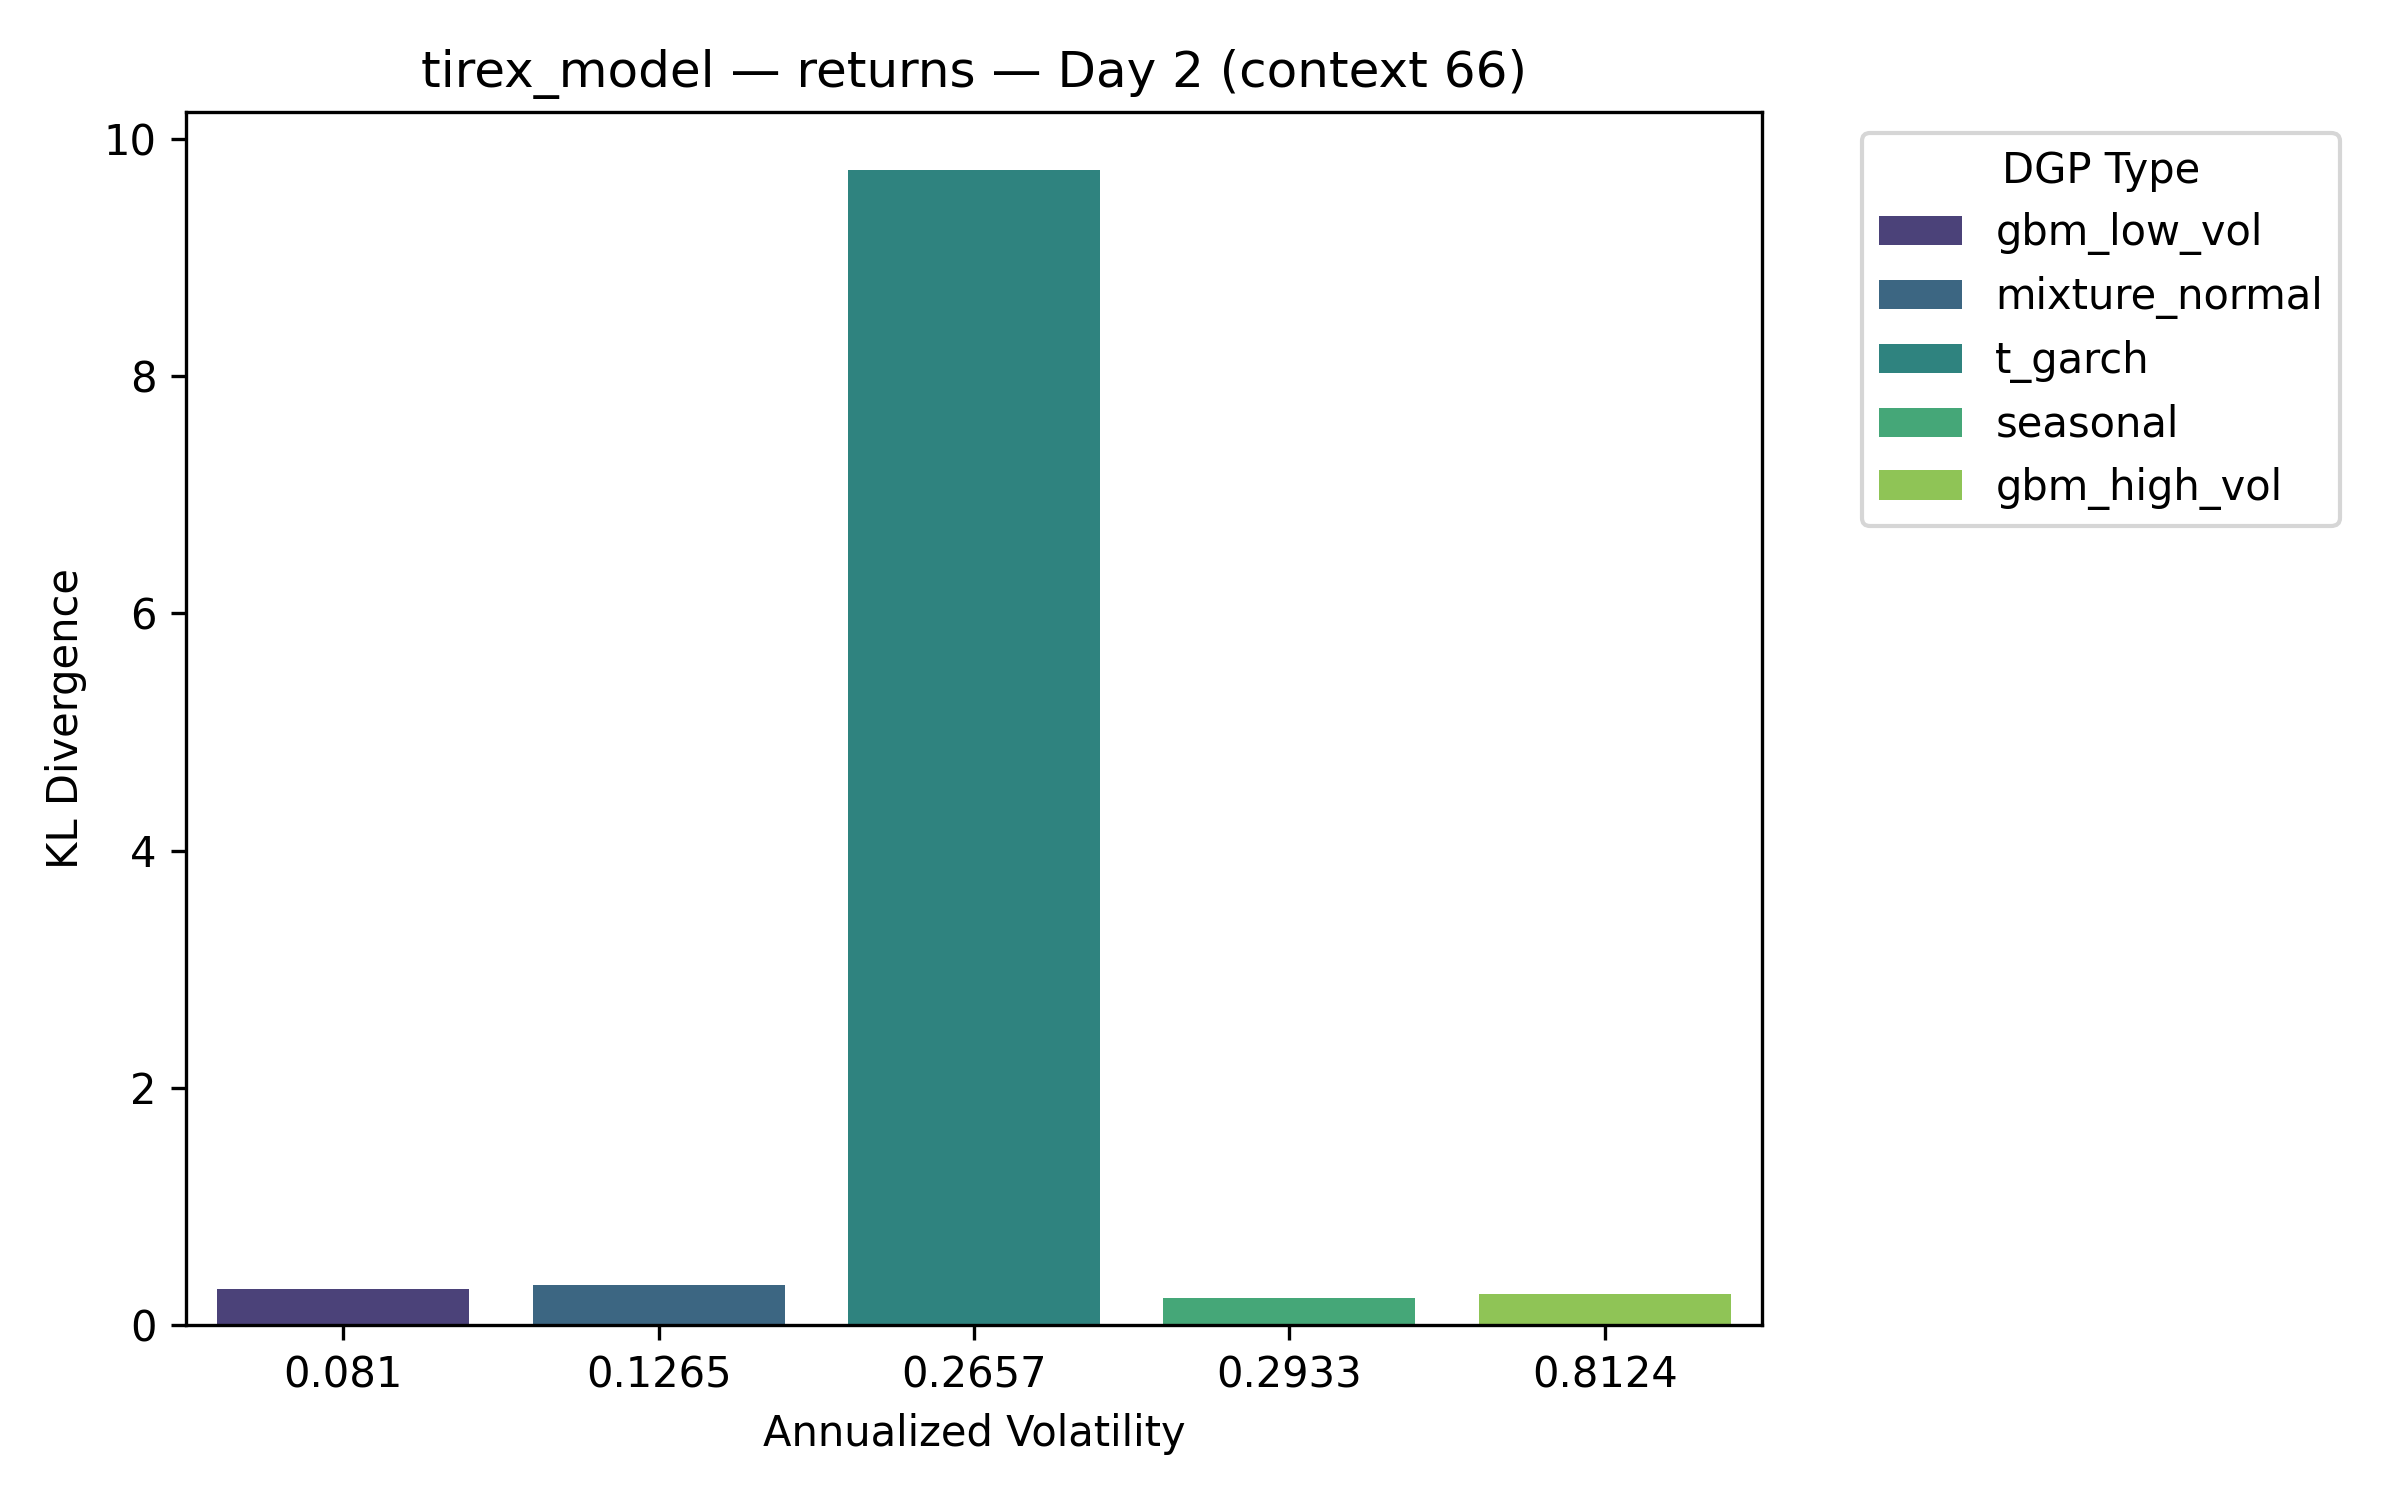 tirex_model — returns — Day 2 (context 66)
KL Divergence
10
8
6
4
2
0
0.081
0.1265
0.2657
0.2933
0.8124
Annualized Volatility
DGP Type
gbm_low_vol
mixture_normal
t_garch
seasonal
gbm_high_vol